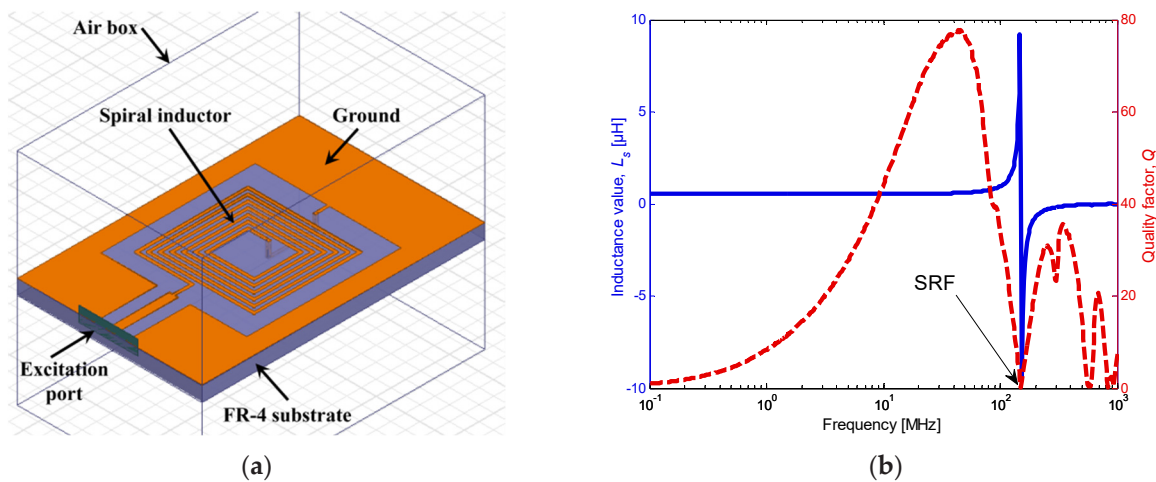 Air box
Spiral inductor
Ground
Excitation
port
FR-4 substrate
(a)
Inductance value, Lₛ [μH]
10
5
0
-5
-10
SRF
80
60
40
20
0
Quality factor, Q
10⁻¹
10⁰
10¹
10²
10³
Frequency [MHz]
(b)